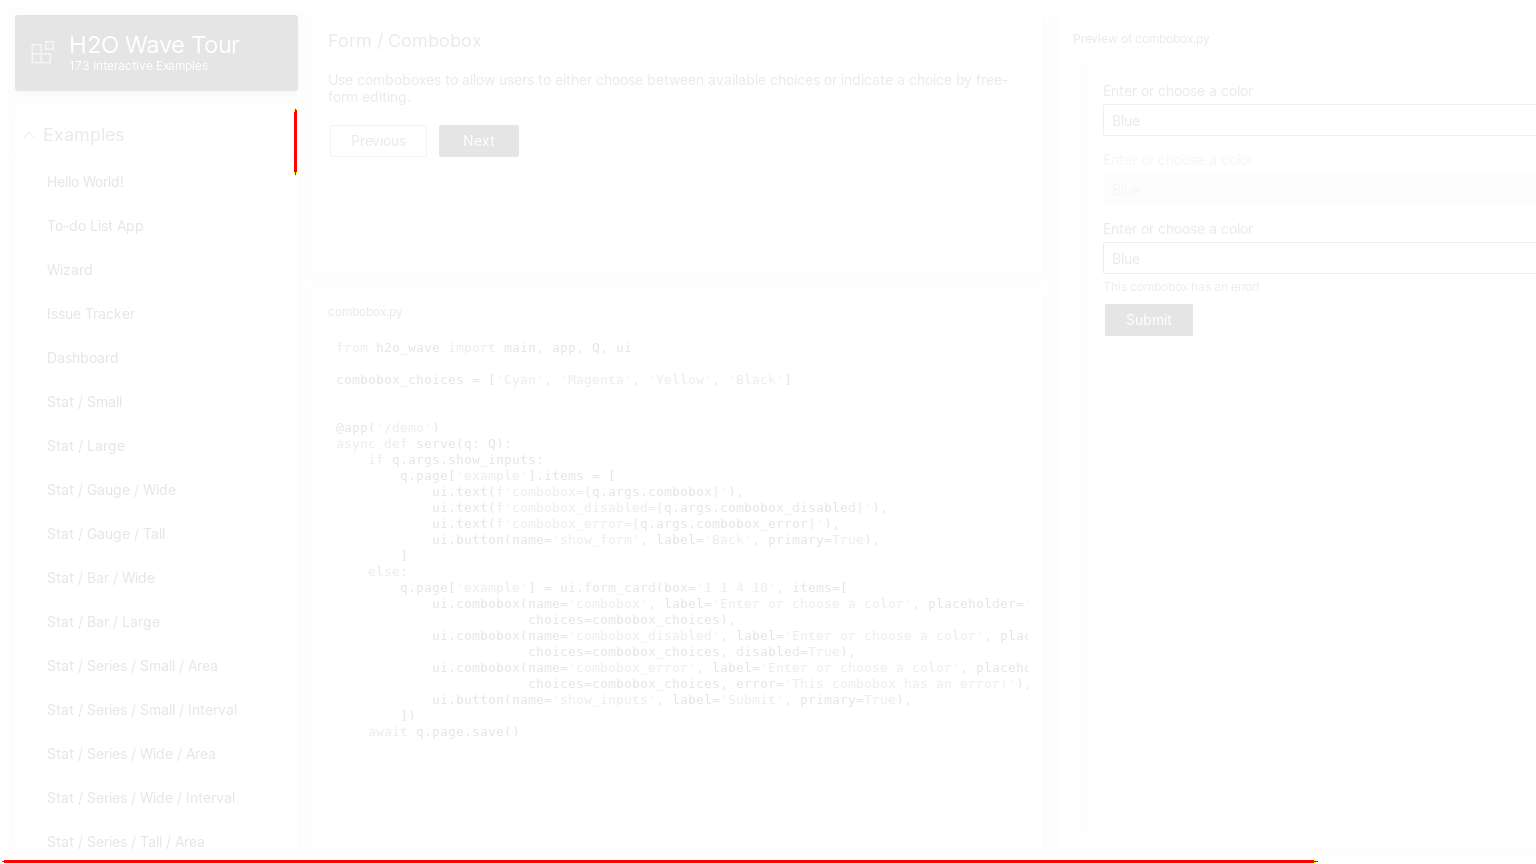 H2O Wave Tour
173 Interactive Examples
Examples
Hello World!
To-do List App
Wizard
Issue Tracker
Dashboard
Stat / Small
Stat / Large
Stat / Gauge / Wide
Stat / Gauge / Tall
Stat / Bar / Wide
Stat / Bar / Large
Stat / Series / Small / Area
Stat / Series / Small / Interval
Stat / Series / Wide / Area
Stat / Series / Wide / Interval
Stat / Series / Tall / Area
Form / Combobox
Use comboboxes to allow users to either choose between available choices or indicate a choice by free-
form editing.
Previous
Next
combobox.py
from h2o_wave import main, app, Q, ui
combobox_choices = ['Cyan', 'Magenta', 'Yellow', 'Black']
@app('/demo')
async def serve(q: Q):
    if q.args.show_inputs:
        q.page['example'].items = [
            ui.text(f'combobox={q.args.combobox}'),
            ui.text(f'combobox_disabled={q.args.combobox_disabled}'),
            ui.text(f'combobox_error={q.args.combobox_error}'),
            ui.button(name='show_form', label='Back', primary=True),
        ]
    else:
        q.page['example'] = ui.form_card(box='1 1 4 10', items=[
            ui.combobox(name='combobox', label='Enter or choose a color', placeholder='
                        choices=combobox_choices),
            ui.combobox(name='combobox_disabled', label='Enter or choose a color', plac
                        choices=combobox_choices, disabled=True),
            ui.combobox(name='combobox_error', label='Enter or choose a color', placeho
                        choices=combobox_choices, error='This combobox has an error!'),
            ui.button(name='show_inputs', label='Submit', primary=True),
        ])
    await q.page.save()
Preview of combobox.py
Enter or choose a color
Blue
Enter or choose a color
Blue
Enter or choose a color
Blue
This combobox has an error!
Submit